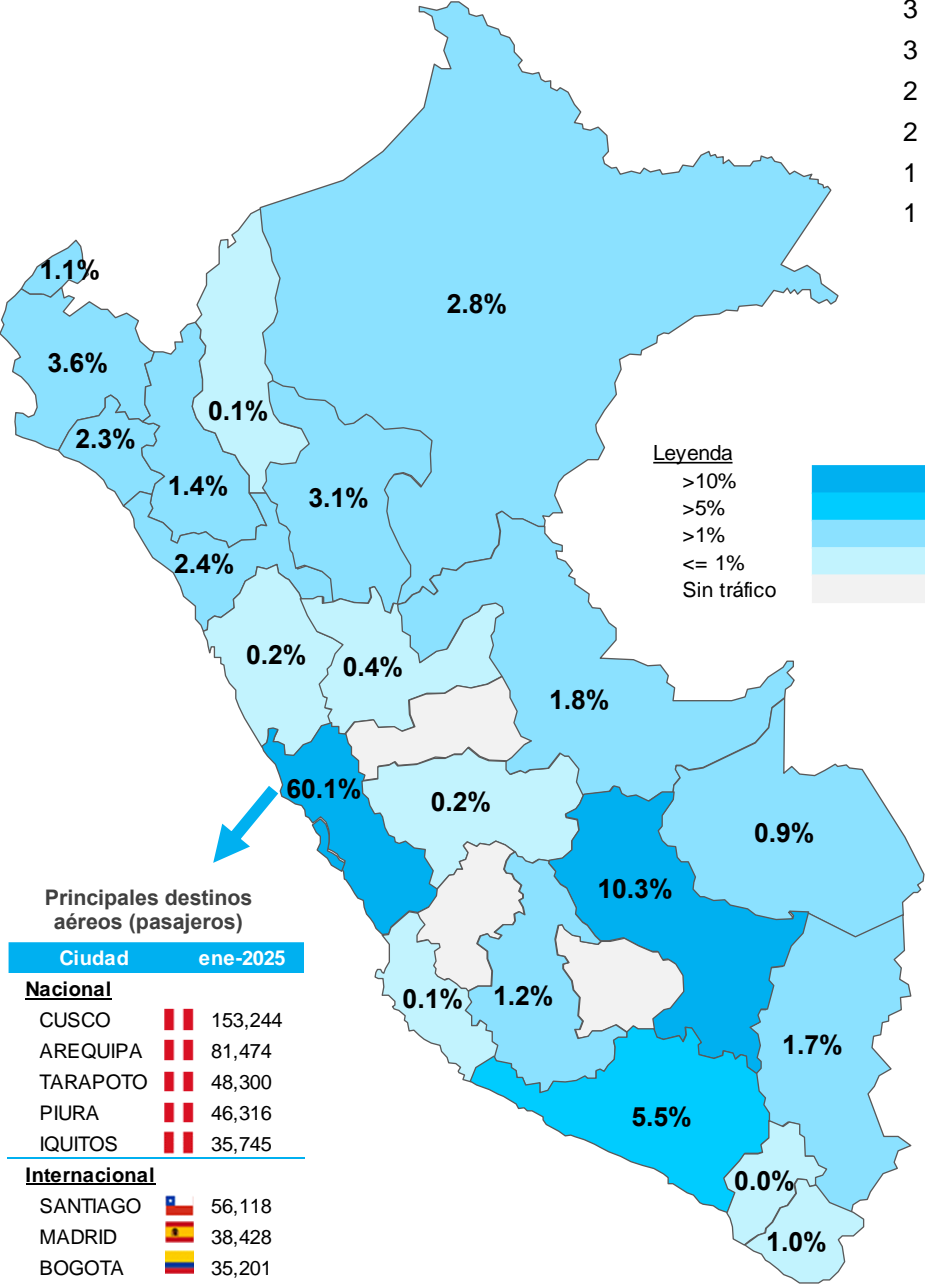 3
3
2
2
1
1
1.1%
2.8%
3.6%
0.1%
2.3%
1.4%
3.1%
2.4%
Leyenda
>10%
>5%
>1%
<= 1%
Sin tráfico
0.2%
0.4%
1.8%
60.1%
0.2%
0.9%
10.3%
0.1%
1.2%
1.7%
5.5%
0.0%
1.0%
Principales destinos
aéreos (pasajeros)
Ciudad ene-2025
Nacional
CUSCO 153,244
AREQUIPA 81,474
TARAPOTO 48,300
PIURA 46,316
IQUITOS 35,745
Internacional
SANTIAGO 56,118
MADRID 38,428
BOGOTA 35,201